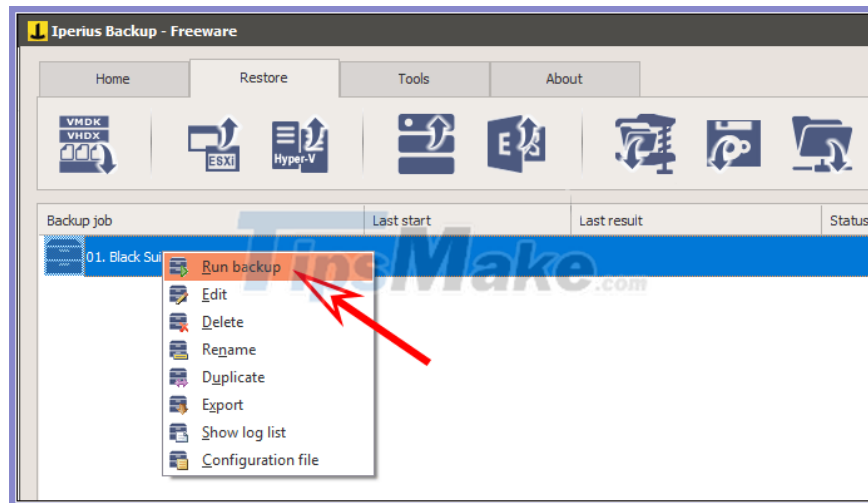 Iperius Backup - Freeware
Home Restore Tools About
VMDK
VHDX
ESXi
Hyper-V
E
Backup job Last start Last result Status
01. Black Sui
TipsMake.com
Run backup
Edit
Delete
Rename
Duplicate
Export
Show log list
Configuration file